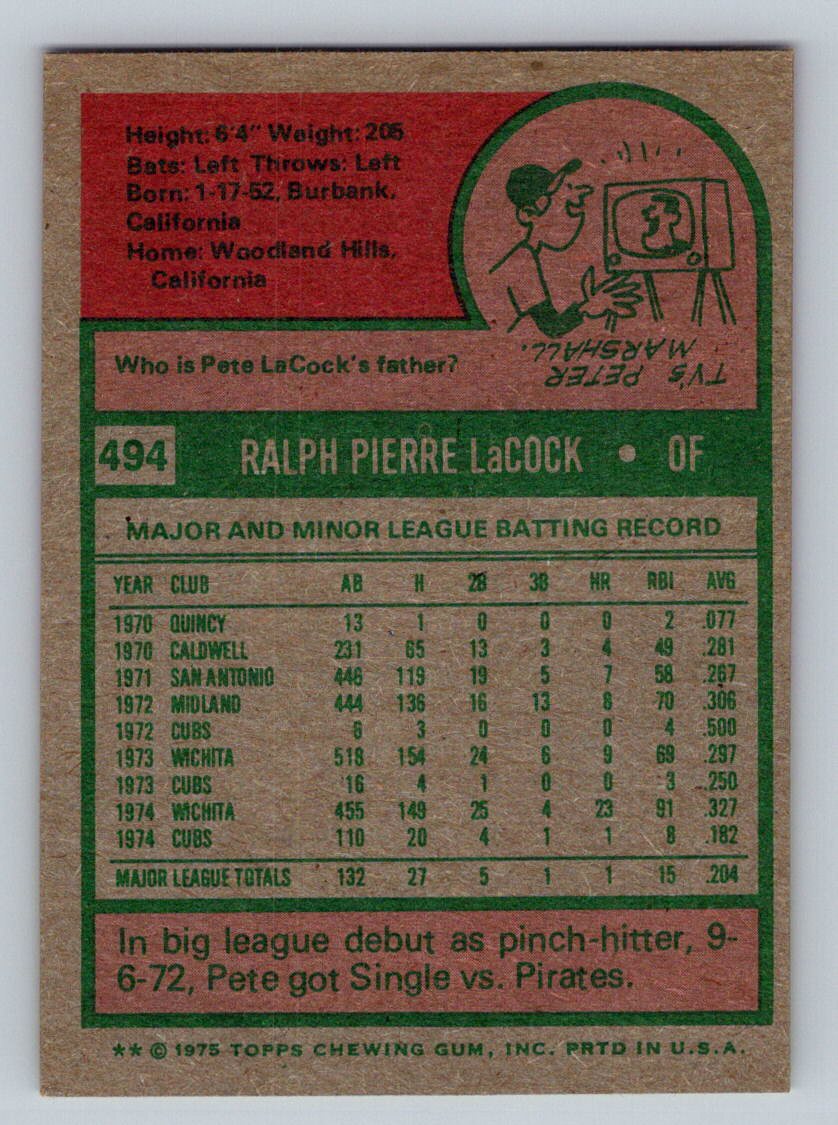 Height: 6'4" Weight: 205
Bats: Left Throws: Left
Born: 1-17-52, Burbank,
California
Home: Woodland Hills,
California
Who is Pete LaCock's father?
TV'S PETER
MARSHALL.
494 RALPH PIERRE LaCOCK • OF
MAJOR AND MINOR LEAGUE BATTING RECORD
YEAR CLUB AB H 2B 3B HR RBI AVG
1970 QUINCY 13 1 0 0 0 2 .077
1970 CALDWELL 231 65 13 3 4 49 .281
1971 SAN ANTONIO 446 119 19 5 7 58 .267
1972 MIDLAND 444 136 16 13 8 70 .306
1972 CUBS 6 3 0 0 0 4 .500
1973 WICHITA 518 154 24 6 9 69 .297
1973 CUBS 16 4 1 0 0 3 .250
1974 WICHITA 455 149 25 4 23 91 .327
1974 CUBS 110 20 4 1 1 8 .182
MAJOR LEAGUE TOTALS 132 27 5 1 1 15 .204
In big league debut as pinch-hitter, 9-
6-72, Pete got Single vs. Pirates.
** © 1975 TOPPS CHEWING GUM, INC. PRTD IN U.S.A.